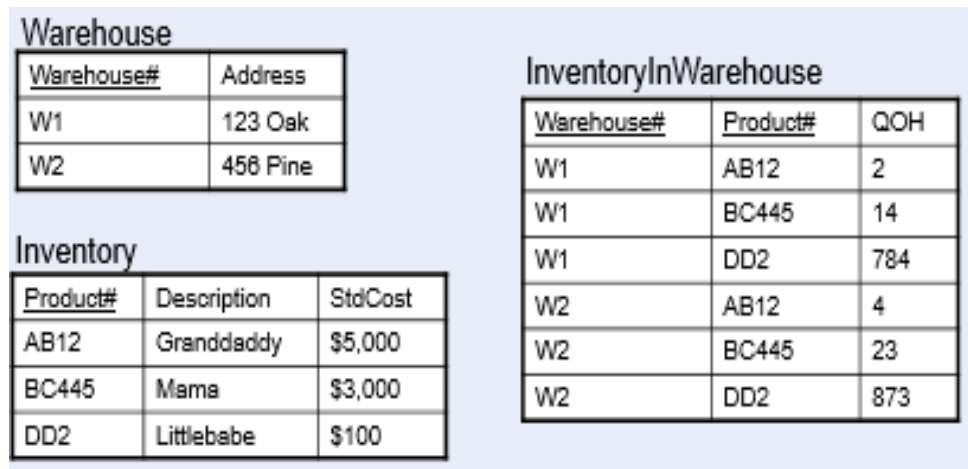 Warehouse
Warehouse# Address
W1 123 Oak
W2 456 Pine
Inventory
Product# Description StdCost
AB12 Granddaddy $5,000
BC445 Mama $3,000
DD2 Littlebabe $100
InventoryInWarehouse
Warehouse# Product# QOH
W1 AB12 2
W1 BC445 14
W1 DD2 784
W2 AB12 4
W2 BC445 23
W2 DD2 873